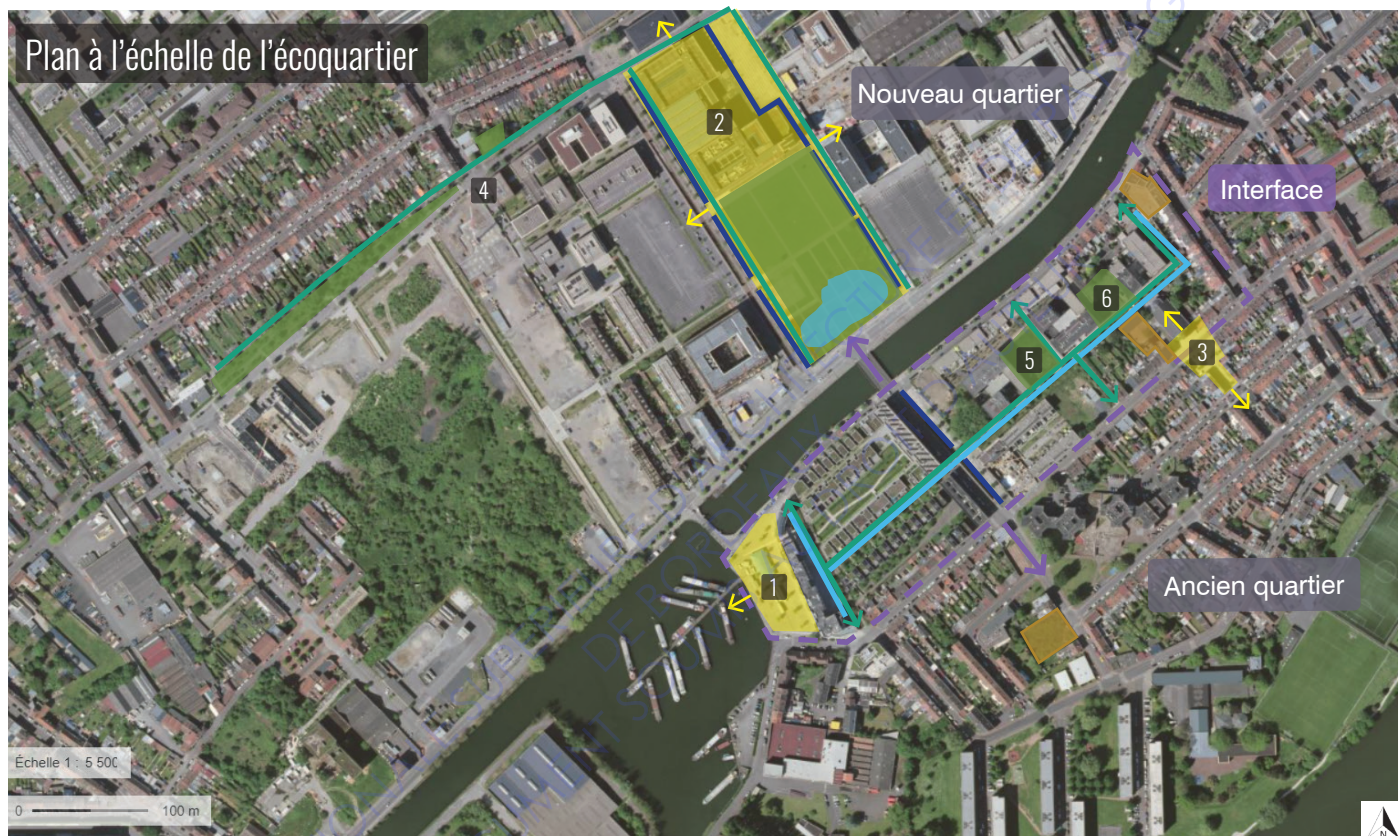 Plan à l’échelle de l’écoquartier
Nouveau quartier
2
Interface
4
6
5
3
1
Ancien quartier
Échelle 1 : 5 500
0 100 m